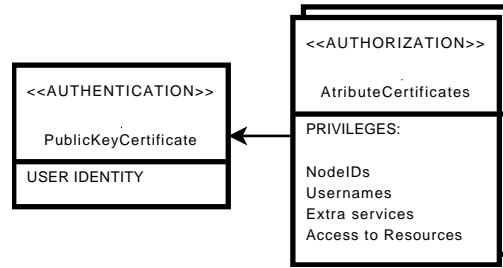 <<AUTHENTICATION>>
PublicKeyCertificate
USER IDENTITY
<<AUTHORIZATION>>
AtributeCertificates
PRIVILEGES:
NodeIDs
Usernames
Extra services
Access to Resources